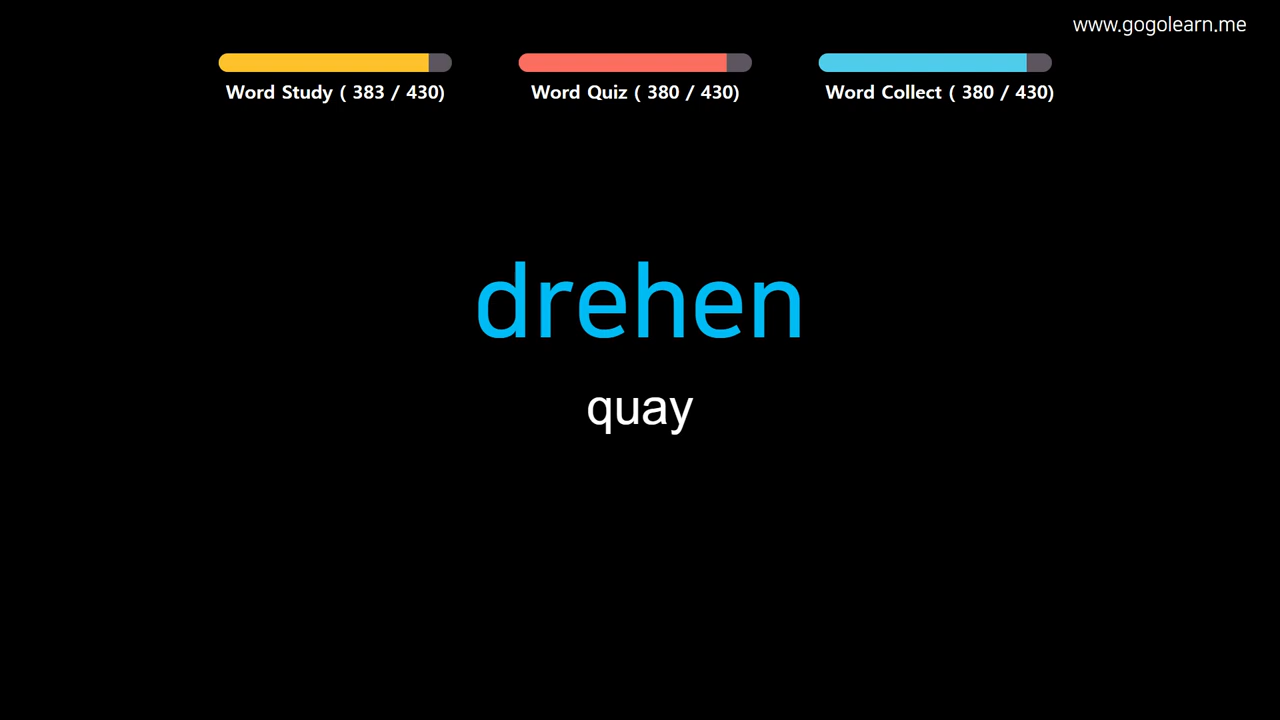 www.gogolearn.me
Word Study ( 383 / 430)
Word Quiz ( 380 / 430)
Word Collect ( 380 / 430)
drehen
quay